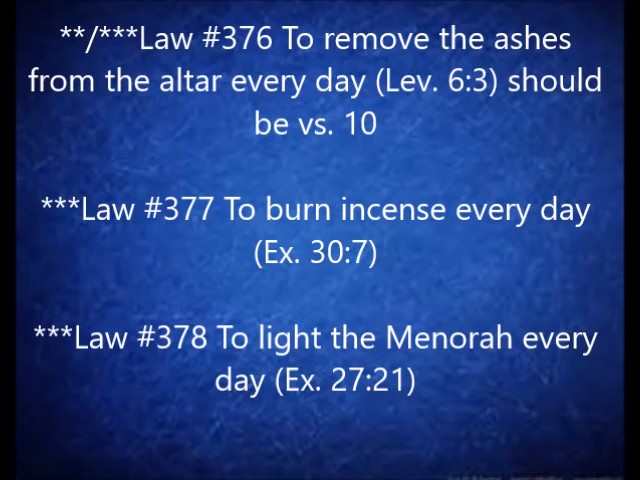 **/***Law #376 To remove the ashes
from the altar every day (Lev. 6:3) should
be vs. 10
***Law #377 To burn incense every day
(Ex. 30:7)
***Law #378 To light the Menorah every
day (Ex. 27:21)